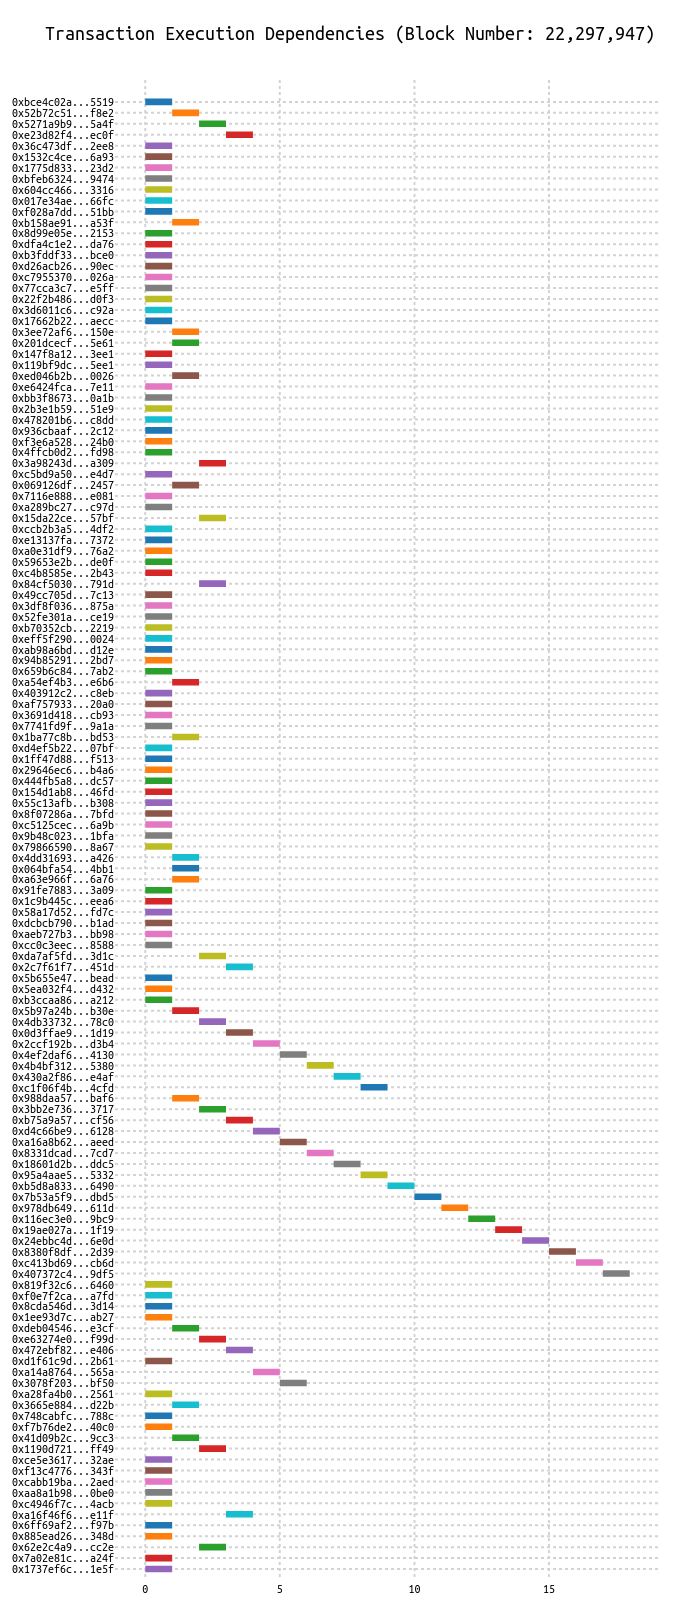 Transaction Execution Dependencies (Block Number: 22,297,947)
0xbce4c02a...5519
0x52b72c51...f8e2
0x5271a9b9...5a4f
0xe23d82f4...ec0f
0x36c473df...2ee8
0x1532c4ce...6a93
0x1775d833...23d2
0xbfeb6324...9474
0x604cc466...3316
0x017e34ae...66fc
0xf028a7dd...51bb
0xb158ae91...a53f
0x8d99e05e...2153
0xdfa4c1e2...da76
0xb3fddf33...bce0
0xd26acb26...90ec
0xc7955370...026a
0x77cca3c7...e5ff
0x22f2b486...d0f3
0x3d6011c6...c92a
0x17662b22...aecc
0x3ee72af6...150e
0x201dcecf...5e61
0x147f8a12...3ee1
0x119bf9dc...5ee1
0xed046b2b...0026
0xe6424fca...7e11
0xbb3f8673...0a1b
0x2b3e1b59...51e9
0x478201b6...c8dd
0x936cbaaf...2c12
0xf3e6a528...24b0
0x4ffcb0d2...fd98
0x3a98243d...a309
0xc5bd9a50...e4d7
0x069126df...2457
0x7116e888...e081
0xa289bc27...c97d
0x15da22ce...57bf
0xccb2b3a5...4df2
0xe13137fa...7372
0xa0e31df9...76a2
0x59653e2b...de0f
0xc4b8585e...2b43
0x84cf5030...791d
0x49cc705d...7c13
0x3df8f036...875a
0x52fe301a...ce19
0xb70352cb...2219
0xeff5f290...0024
0xab98a6bd...d12e
0x94b85291...2bd7
0x659b6c84...7ab2
0xa54ef4b3...e6b6
0x403912c2...c8eb
0xaf757933...20a0
0x3691d418...cb93
0x7741fd9f...9a1a
0x1ba77c8b...bd53
0xd4ef5b22...07bf
0x1ff47d88...f513
0x29646ec6...b4a6
0x444fb5a8...dc57
0x154d1ab8...46fd
0x55c13afb...b308
0x8f07286a...7bfd
0xc5125cec...6a9b
0x9b48c023...1bfa
0x79866590...8a67
0x4dd31693...a426
0x064bfa54...4bb1
0xa63e966f...6a76
0x91fe7883...3a09
0x1c9b445c...eea6
0x58a17d52...fd7c
0xdcbcb790...b1ad
0xaeb727b3...bb98
0xcc0c3eec...8588
0xda7af5fd...3d1c
0x2c7f61f7...451d
0x5b655e47...bead
0x5ea032f4...d432
0xb3ccaa86...a212
0x5b97a24b...b30e
0x4db33732...78c0
0x0d3ffae9...1d19
0x2ccf192b...d3b4
0x4ef2daf6...4130
0x4b4bf312...5380
0x430a2f86...e4af
0xc1f06f4b...4cfd
0x988daa57...baf6
0x3bb2e736...3717
0xb75a9a57...cf56
0xd4c66be9...6128
0xa16a8b62...aeed
0x8331dcad...7cd7
0x18601d2b...ddc5
0x95a4aae5...5332
0xb5d8a833...6490
0x7b53a5f9...dbd5
0x978db649...611d
0x116ec3e0...9bc9
0x19ae027a...1f19
0x24ebbc4d...6e0d
0x8380f8df...2d39
0xc413bd69...cb6d
0x407372c4...9df5
0x819f32c6...6460
0xf0e7f2ca...a7fd
0x8cda546d...3d14
0x1ee93d7c...ab27
0xdeb04546...e3cf
0xe63274e0...f99d
0x472ebf82...e406
0xd1f61c9d...2b61
0xa14a8764...565a
0x3078f203...bf50
0xa28fa4b0...2561
0x3665e884...d22b
0x748cabfc...788c
0xf7b76de2...40c0
0x41d09b2c...9cc3
0x1190d721...ff49
0xce5e3617...32ae
0xf13c4776...343f
0xcabb19ba...2aed
0xaa8a1b98...0be0
0xc4946f7c...4acb
0xa16f46f6...e11f
0x6ff69af2...f97b
0x885ead26...348d
0x62e2c4a9...cc2e
0x7a02e81c...a24f
0x1737ef6c...1e5f
0 5 10 15